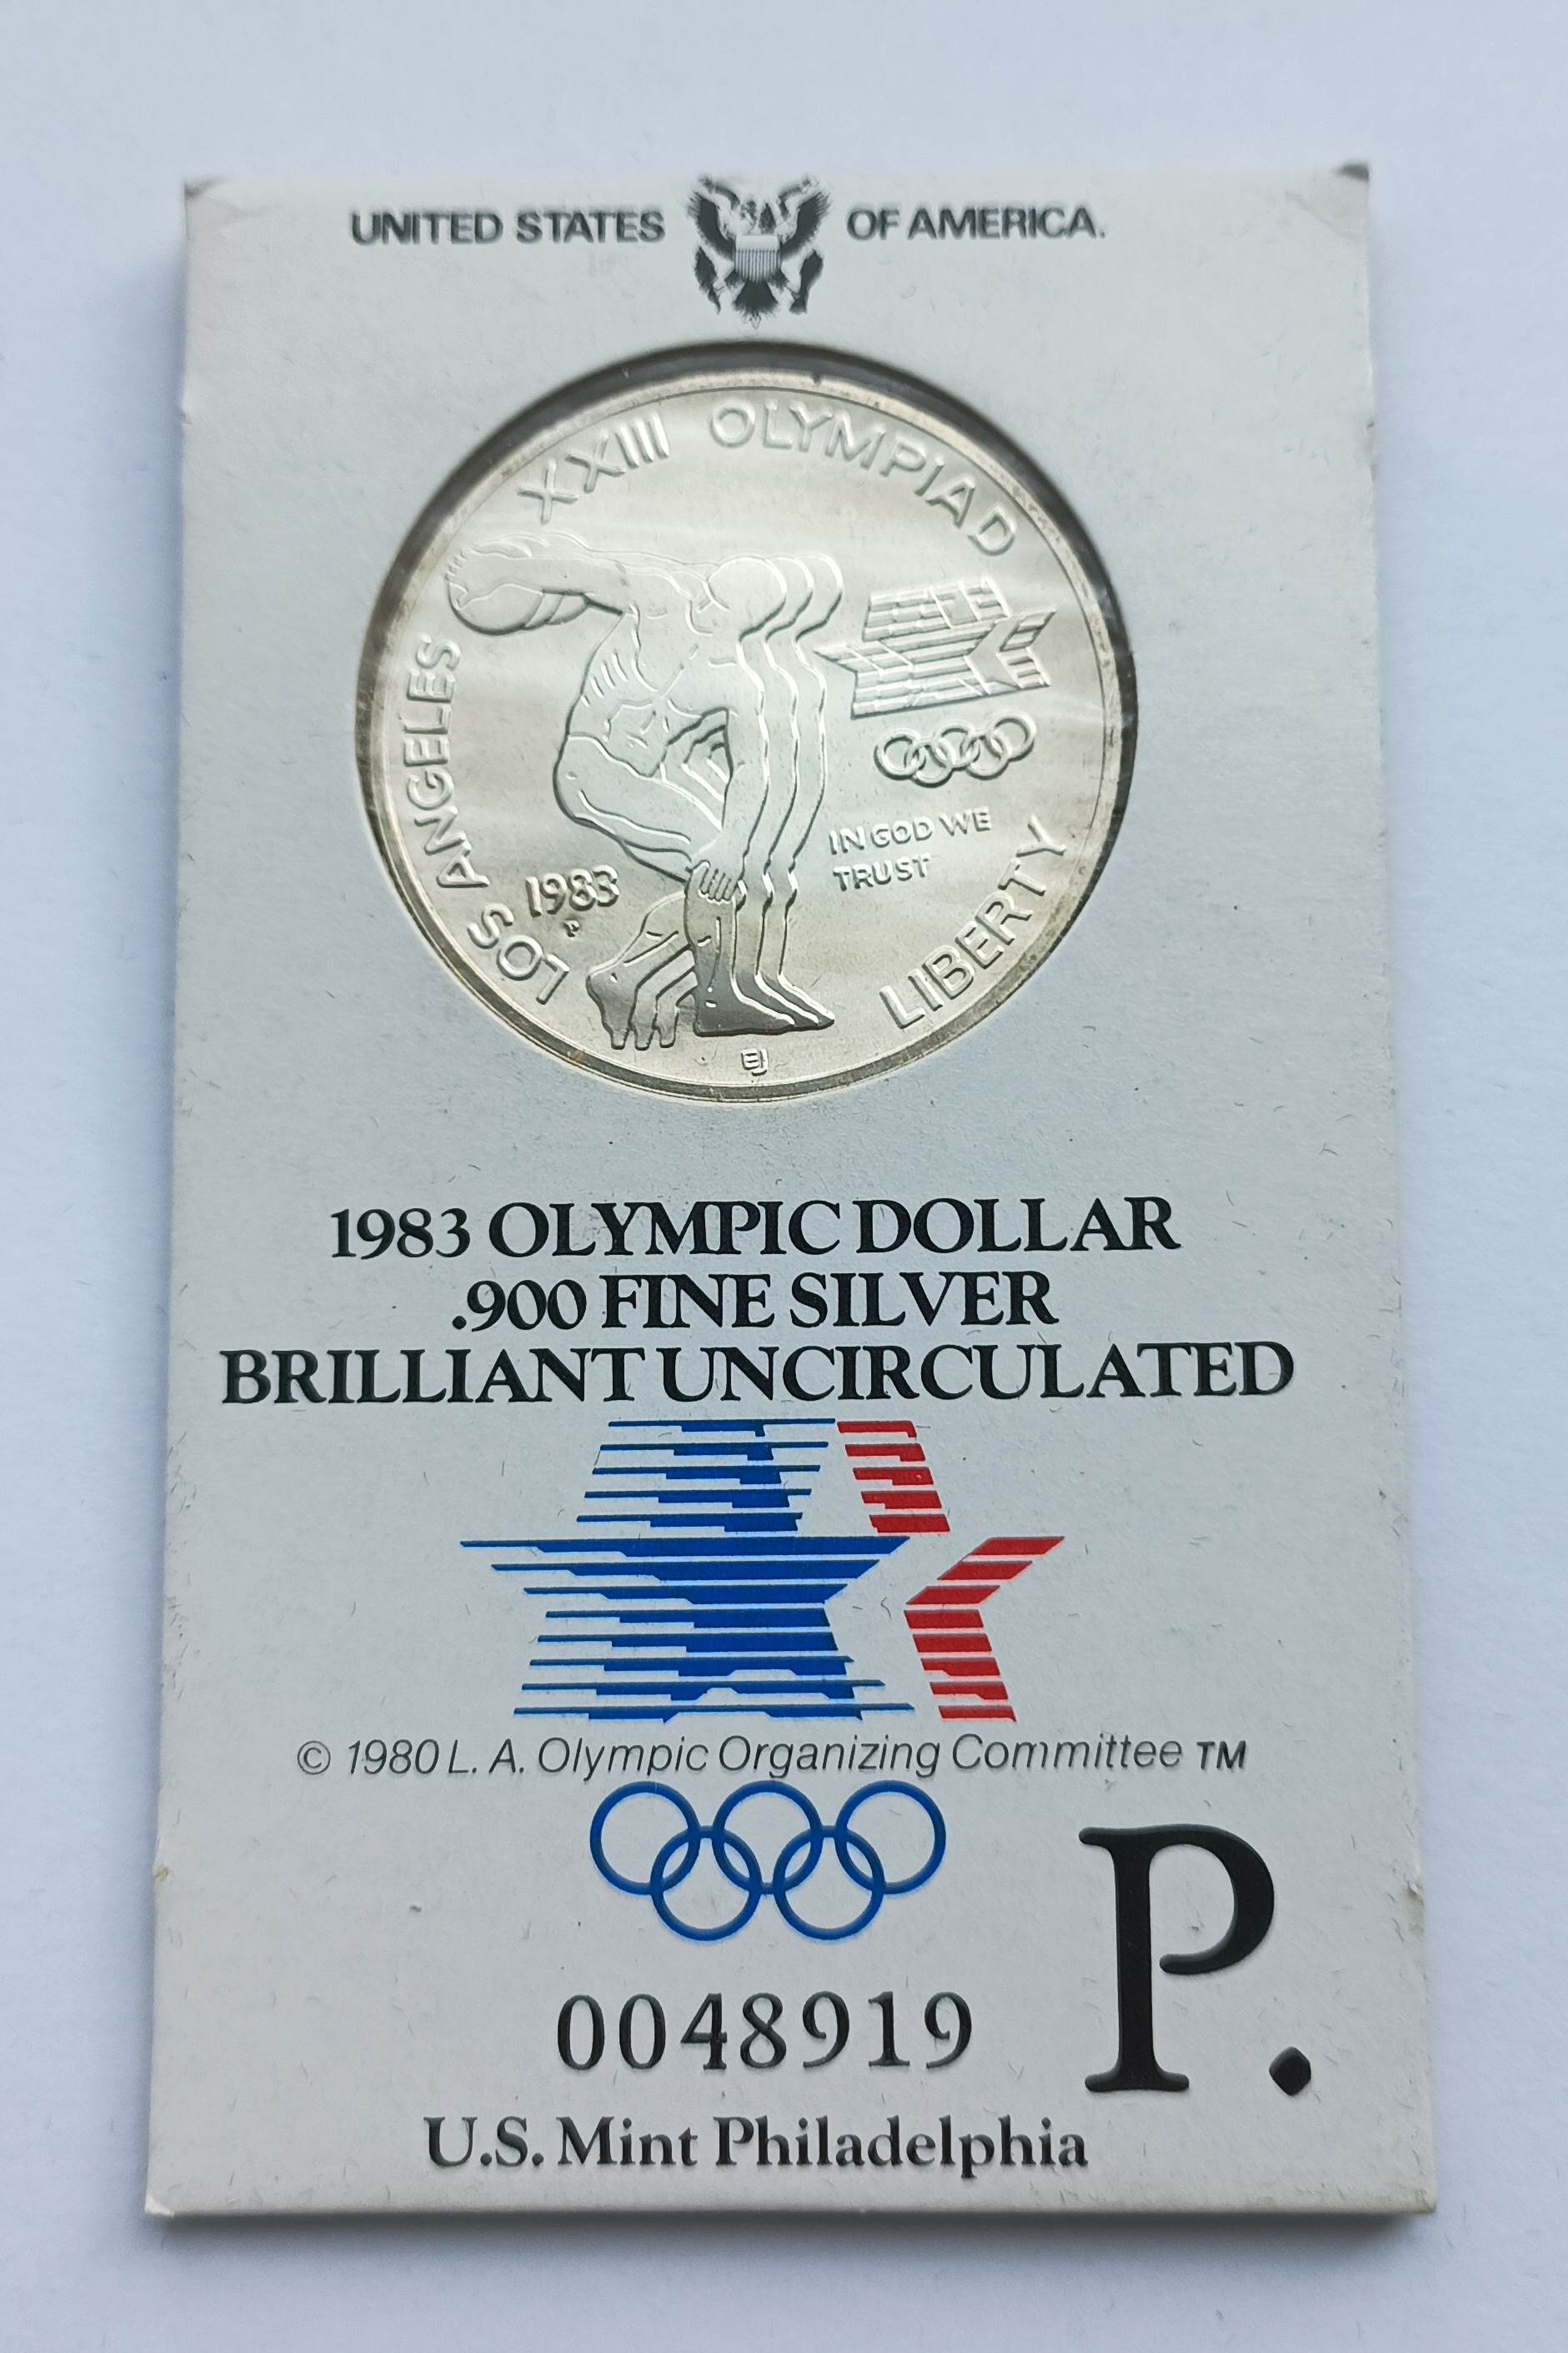 UNITED STATES OF AMERICA.
XXIII OLYMPIAD
LOS ANGELES
1983
P
IN GOD WE
TRUST
LIBERTY
EJ
1983 OLYMPIC DOLLAR
.900 FINE SILVER
BRILLIANT UNCIRCULATED
© 1980 L. A. Olympic Organizing Committee TM
0048919
P.
U.S. Mint Philadelphia